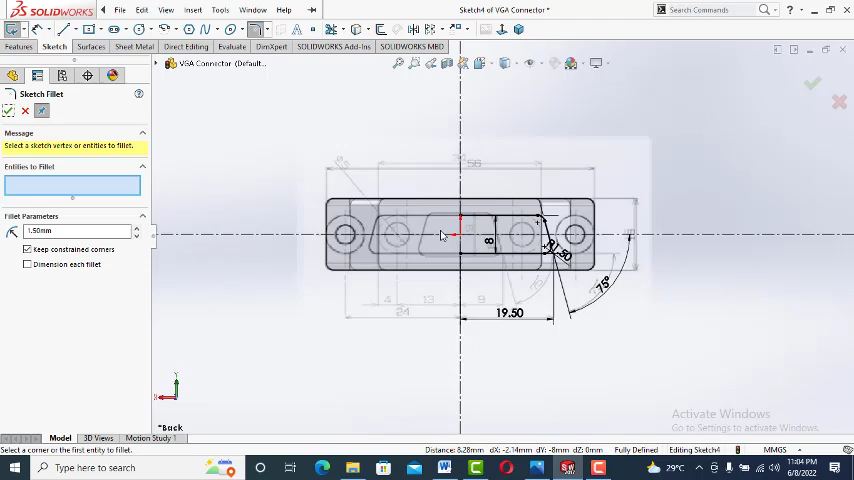 SOLIDWORKS
File Edit View Insert Tools Window Help
Sketch4 of VGA Connector *
Search Commands
Features Sketch Surfaces Sheet Metal Direct Editing Evaluate DimXpert SOLIDWORKS Add-Ins SOLIDWORKS MBD
VGA Connector (Default...
Sketch Fillet
Message
Select a sketch vertex or entities to fillet.
Entities to Fillet
Fillet Parameters
1.50mm
Keep constrained corners
Dimension each fillet
56
8
R1.50
75°
75°
4 13 9
24
19.50
Y
X
*Back
Activate Windows
Go to Settings to activate Windows.
Model 3D Views Motion Study 1
Select a corner or the first entity to fillet
Distance: 8.28mm dX: -2.14mm dY: -8mm dZ: 0mm Fully Defined Editing Sketch4 MMGS
Type here to search
29°C
11:04 PM
6/8/2022